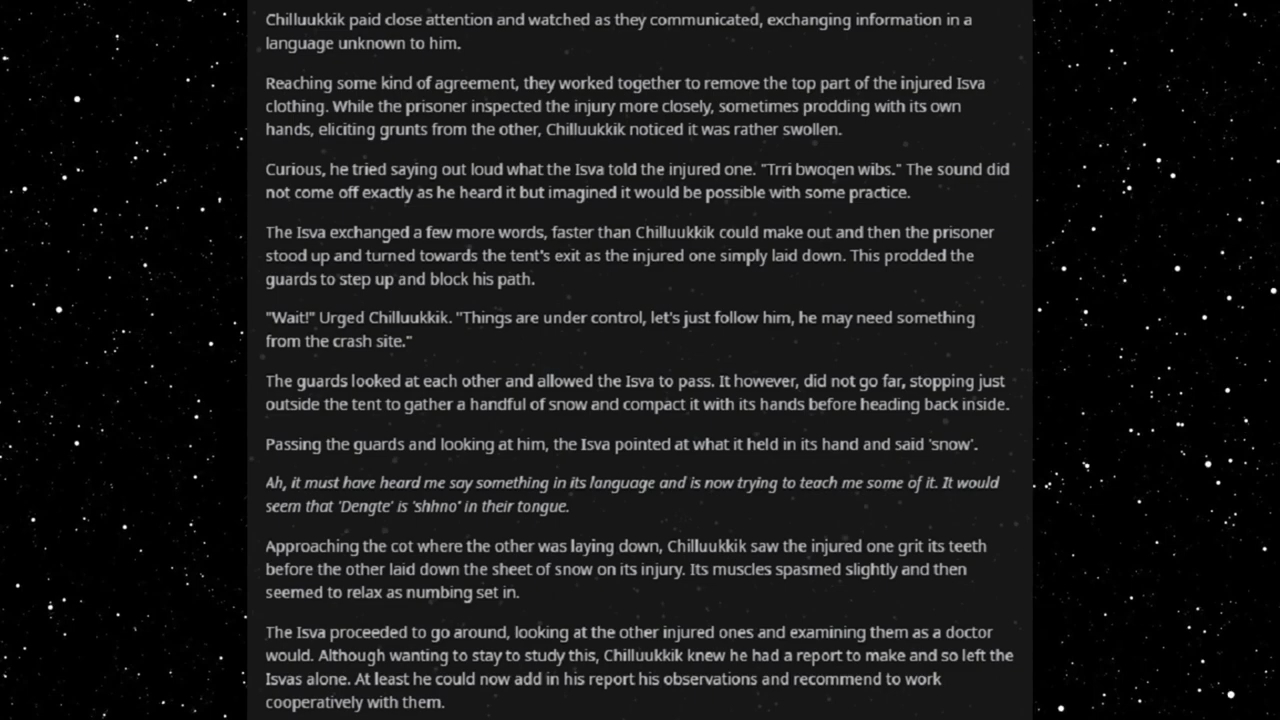 Chilluukkik paid close attention and watched as they communicated, exchanging information in a
language unknown to him.
Reaching some kind of agreement, they worked together to remove the top part of the injured Isva
clothing. While the prisoner inspected the injury more closely, sometimes prodding with its own
hands, eliciting grunts from the other, Chilluukkik noticed it was rather swollen.
Curious, he tried saying out loud what the Isva told the injured one. "Trri bwoqen wibs." The sound did
not come off exactly as he heard it but imagined it would be possible with some practice.
The Isva exchanged a few more words, faster than Chilluukkik could make out and then the prisoner
stood up and turned towards the tent's exit as the injured one simply laid down. This prodded the
guards to step up and block his path.
"Wait!" Urged Chilluukkik. "Things are under control, let's just follow him, he may need something
from the crash site."
The guards looked at each other and allowed the Isva to pass. It however, did not go far, stopping just
outside the tent to gather a handful of snow and compact it with its hands before heading back inside.
Passing the guards and looking at him, the Isva pointed at what it held in its hand and said 'snow'.
Ah, it must have heard me say something in its language and is now trying to teach me some of it. It would
seem that 'Dengte' is 'shhno' in their tongue.
Approaching the cot where the other was laying down, Chilluukkik saw the injured one grit its teeth
before the other laid down the sheet of snow on its injury. Its muscles spasmed slightly and then
seemed to relax as numbing set in.
The Isva proceeded to go around, looking at the other injured ones and examining them as a doctor
would. Although wanting to stay to study this, Chilluukkik knew he had a report to make and so left the
Isvas alone. At least he could now add in his report his observations and recommend to work
cooperatively with them.